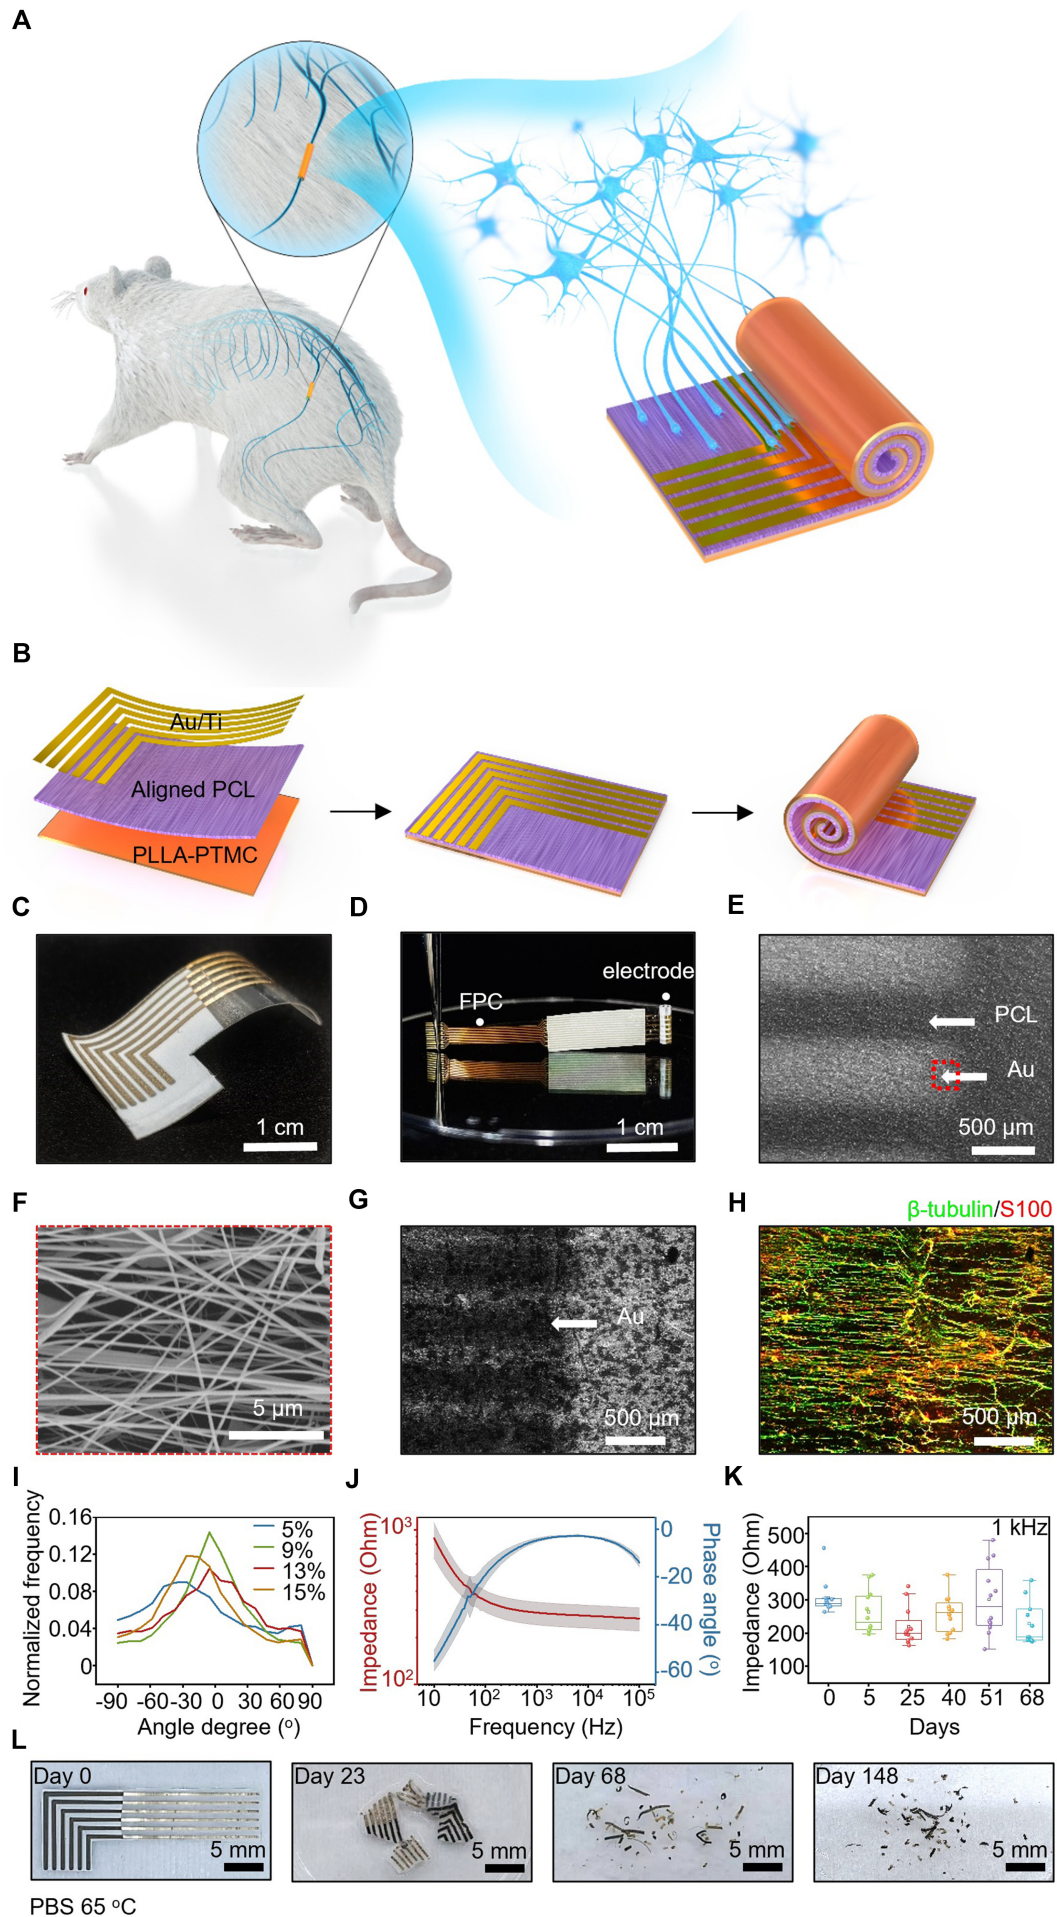 A
B
Au/Ti
Aligned PCL
PLLA-PTMC
C
1 cm
D
electrode
FPC
1 cm
E
PCL
Au
500 μm
F
5 μm
G
Au
500 μm
H
β-tubulin/S100
500 μm
I
Normalized frequency
0.16
0.12
0.08
0.04
0
5%
9%
13%
15%
-90 -60 -30 0 30 60 90
Angle degree (o)
J
Impedance (Ohm)
10³
10²
0
-20
-40
-60
Phase angle (o)
10 10² 10³ 10⁴ 10⁵
Frequency (Hz)
K
1 kHz
Impedance (Ohm)
500
400
300
200
100
0 5 25 40 51 68
Days
L
Day 0
5 mm
Day 23
5 mm
Day 68
5 mm
Day 148
5 mm
PBS 65 oC